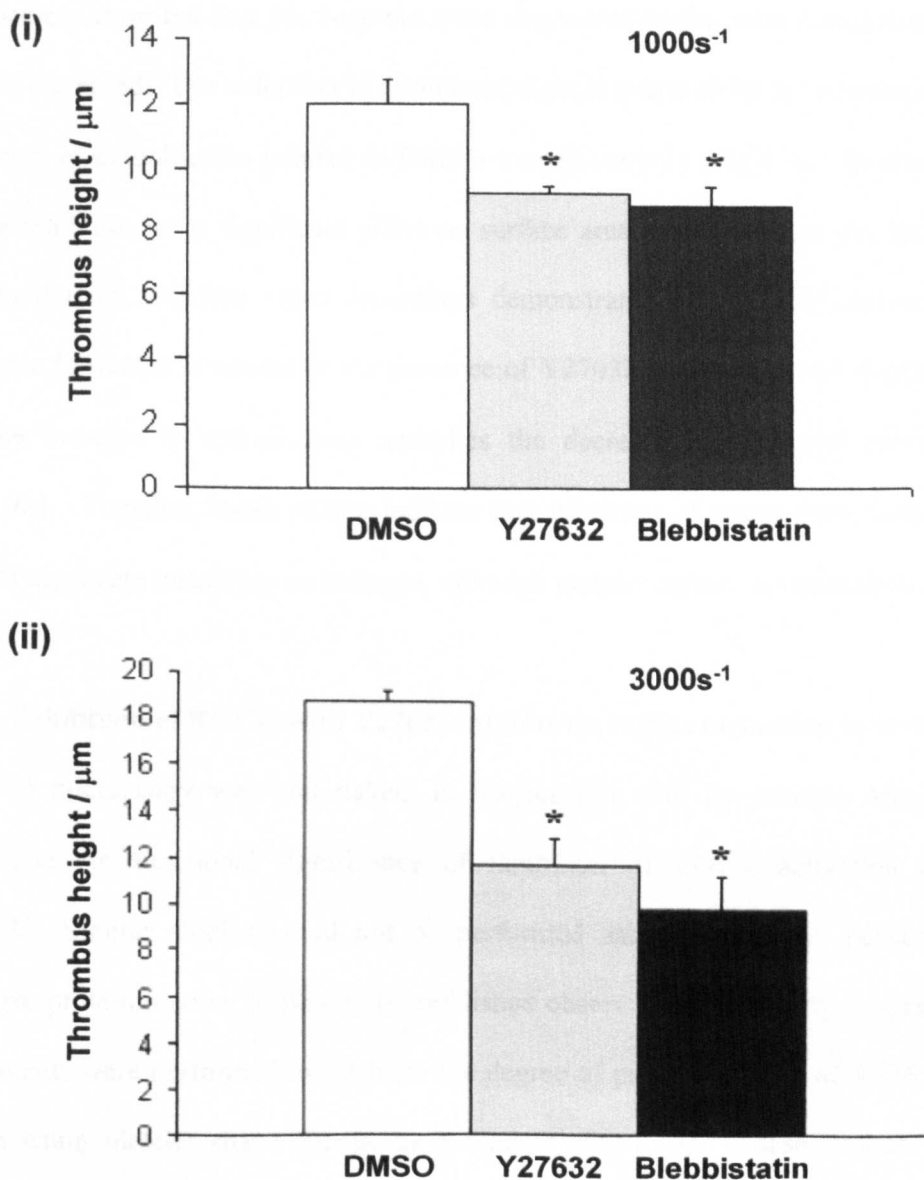 (i)
1000s⁻¹
Thrombus height / μm
14
12
10
8
6
4
2
0
*
*
DMSO Y27632 Blebbistatin
(ii)
3000s⁻¹
Thrombus height / μm
20
18
16
14
12
10
8
6
4
2
0
*
*
DMSO Y27632 Blebbistatin